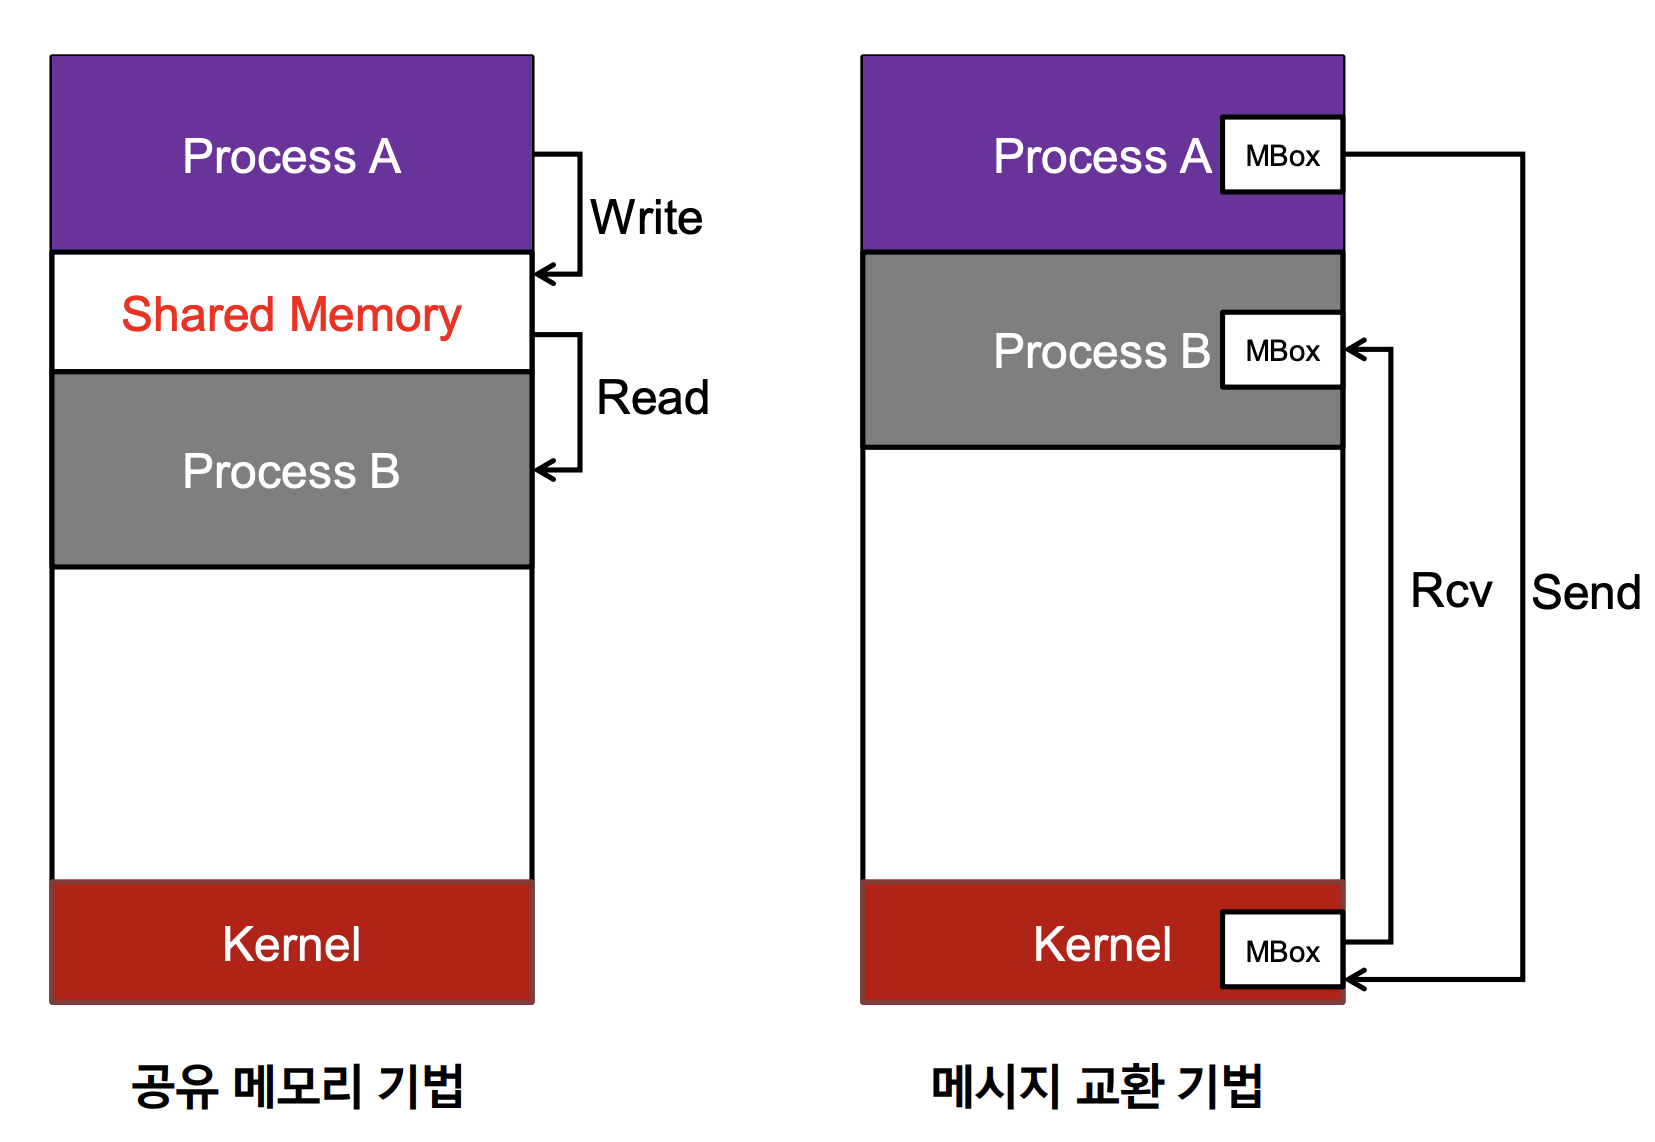 Process A
Write
Shared Memory
Read
Process B
Kernel
공유 메모리 기법
Process A
MBox
Process B
MBox
Rcv
Send
Kernel
MBox
메시지 교환 기법